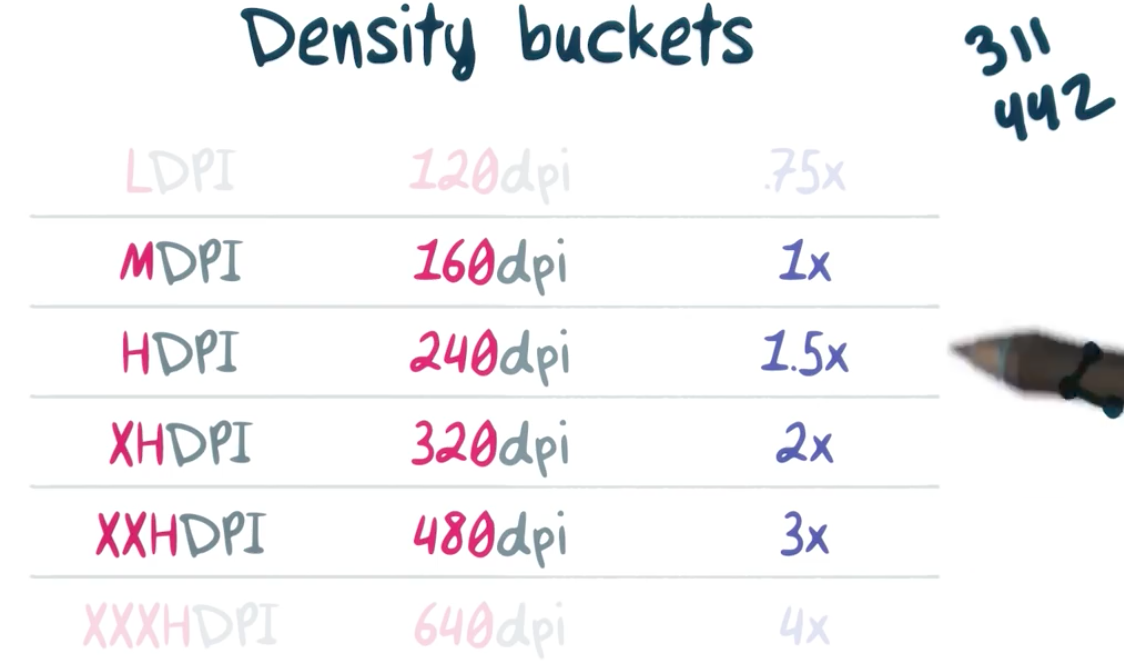 Density buckets
311
442
LDPI 120dpi .75x
MDPI 160dpi 1x
HDPI 240dpi 1.5x
XHDPI 320dpi 2x
XXHDPI 480dpi 3x
XXXHDPI 640dpi 4x